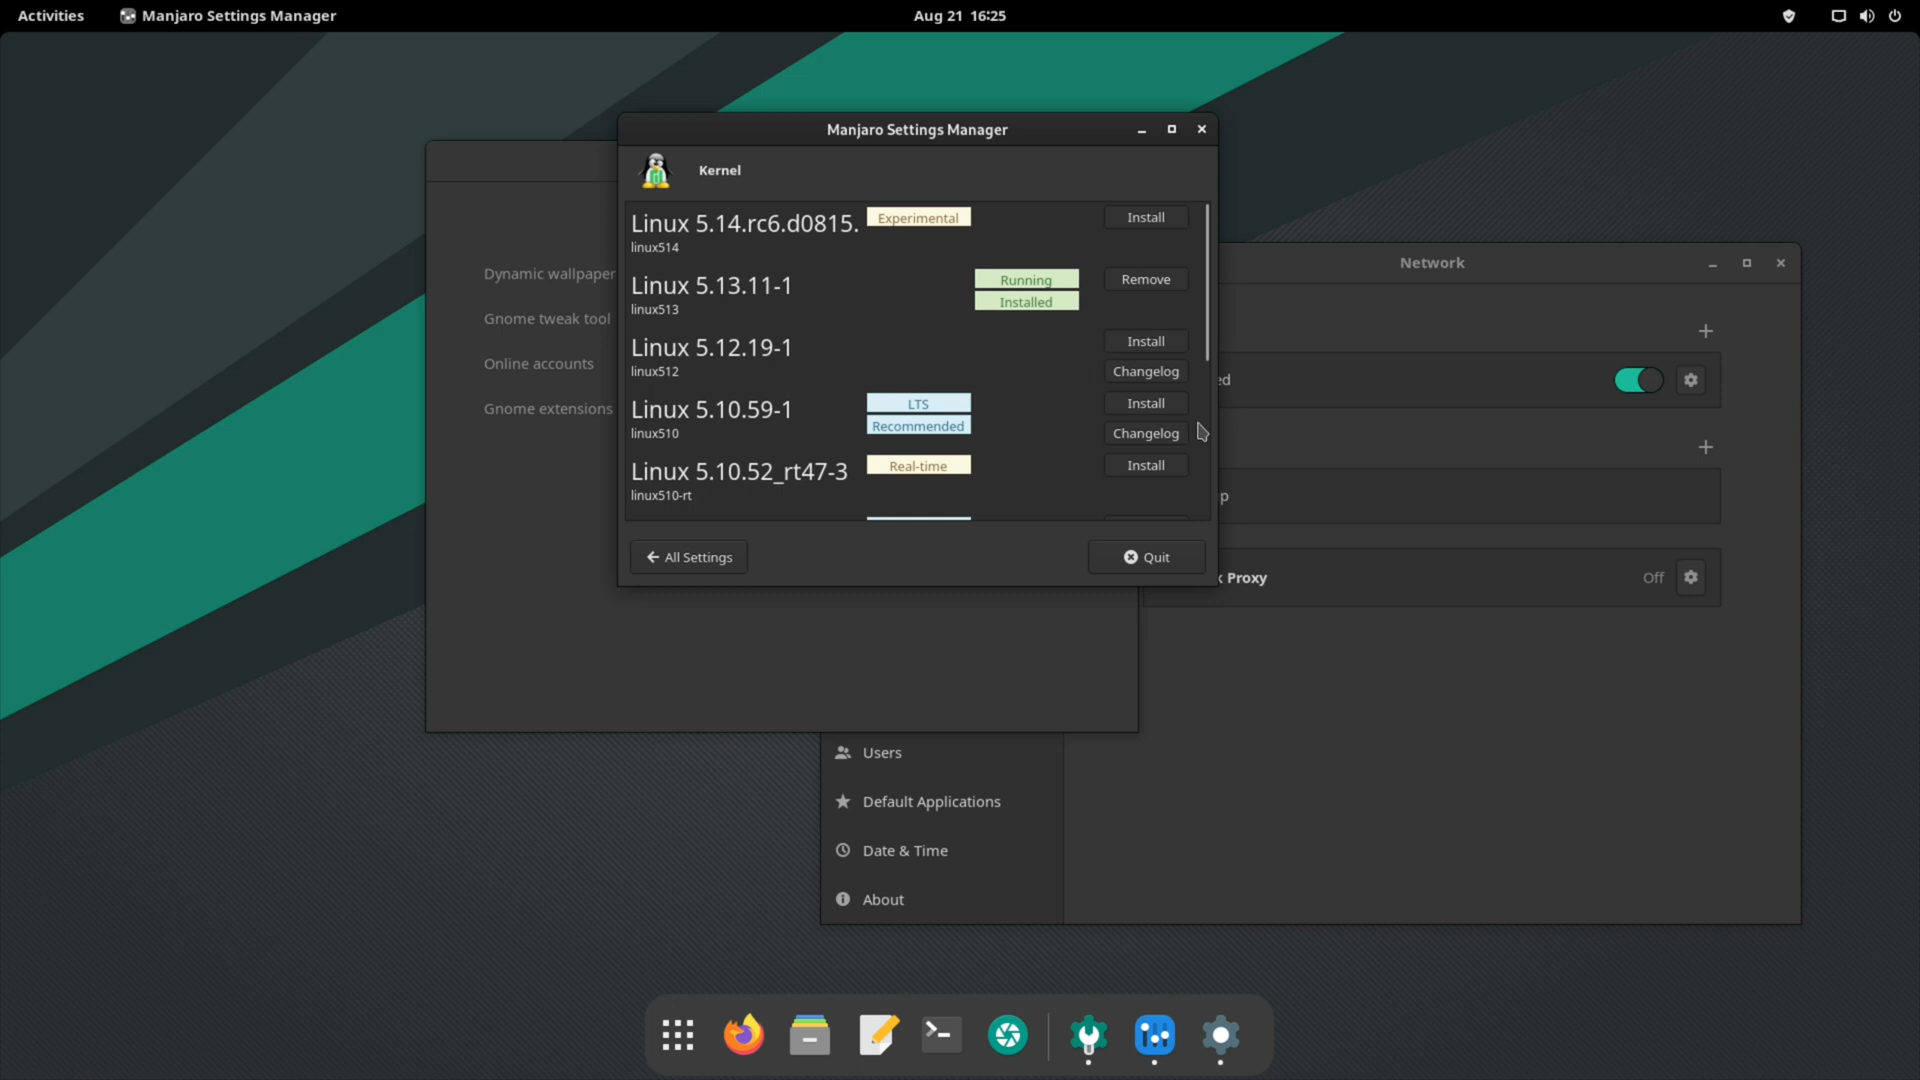 Activities
Manjaro Settings Manager
Aug 21 16:25
Manjaro Settings Manager
Kernel
Linux 5.14.rc6.d0815.
linux514
Experimental
Install
Linux 5.13.11-1
linux513
Running
Installed
Remove
Linux 5.12.19-1
linux512
Install
Changelog
Linux 5.10.59-1
linux510
LTS
Recommended
Install
Changelog
Linux 5.10.52_rt47-3
linux510-rt
Real-time
Install
All Settings
Quit
Dynamic wallpaper
Gnome tweak tool
Online accounts
Gnome extensions
Network
ed
p
k Proxy
Off
Users
Default Applications
Date & Time
About